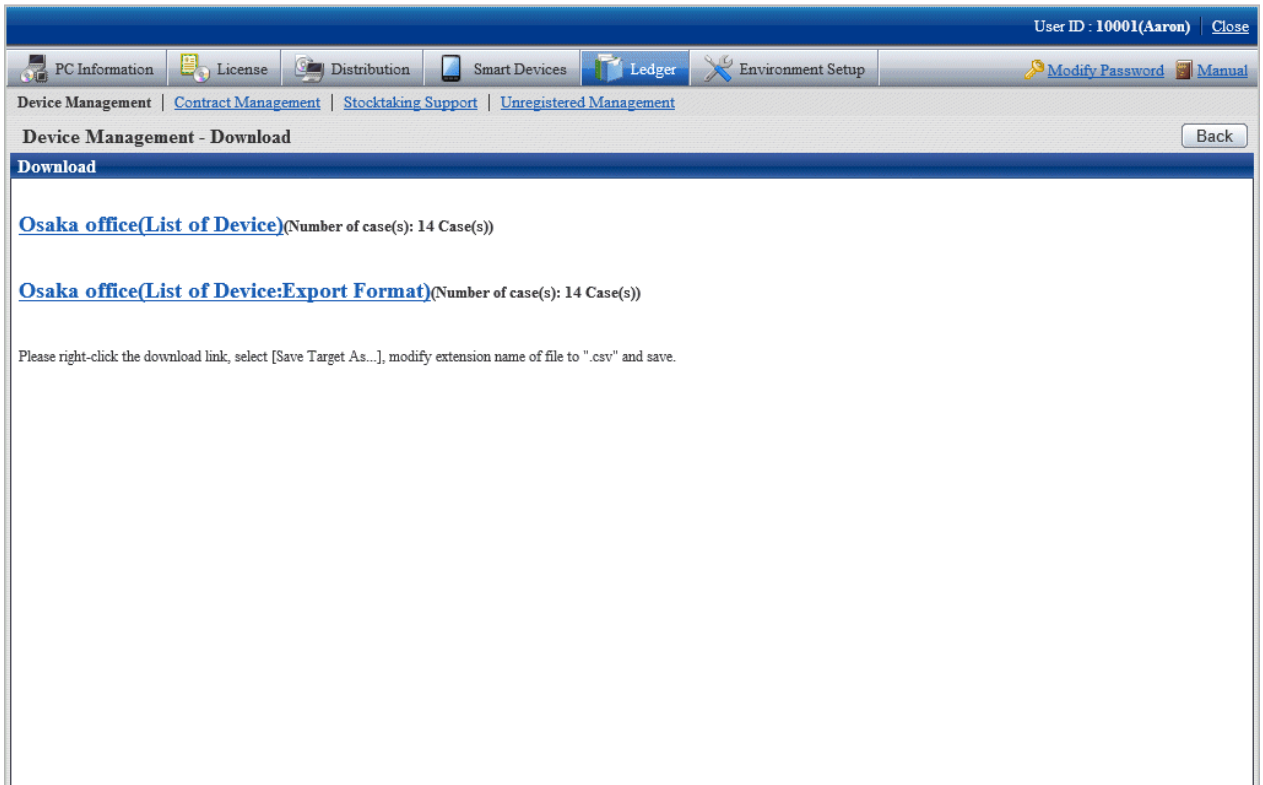 User ID : 10001(Aaron) | Close
PC Information License Distribution Smart Devices Ledger Environment Setup Modify Password Manual
Device Management | Contract Management | Stocktaking Support | Unregistered Management
Device Management - Download Back
Download
Osaka office(List of Device)(Number of case(s): 14 Case(s))
Osaka office(List of Device:Export Format)(Number of case(s): 14 Case(s))
Please right-click the download link, select [Save Target As...], modify extension name of file to ".csv" and save.